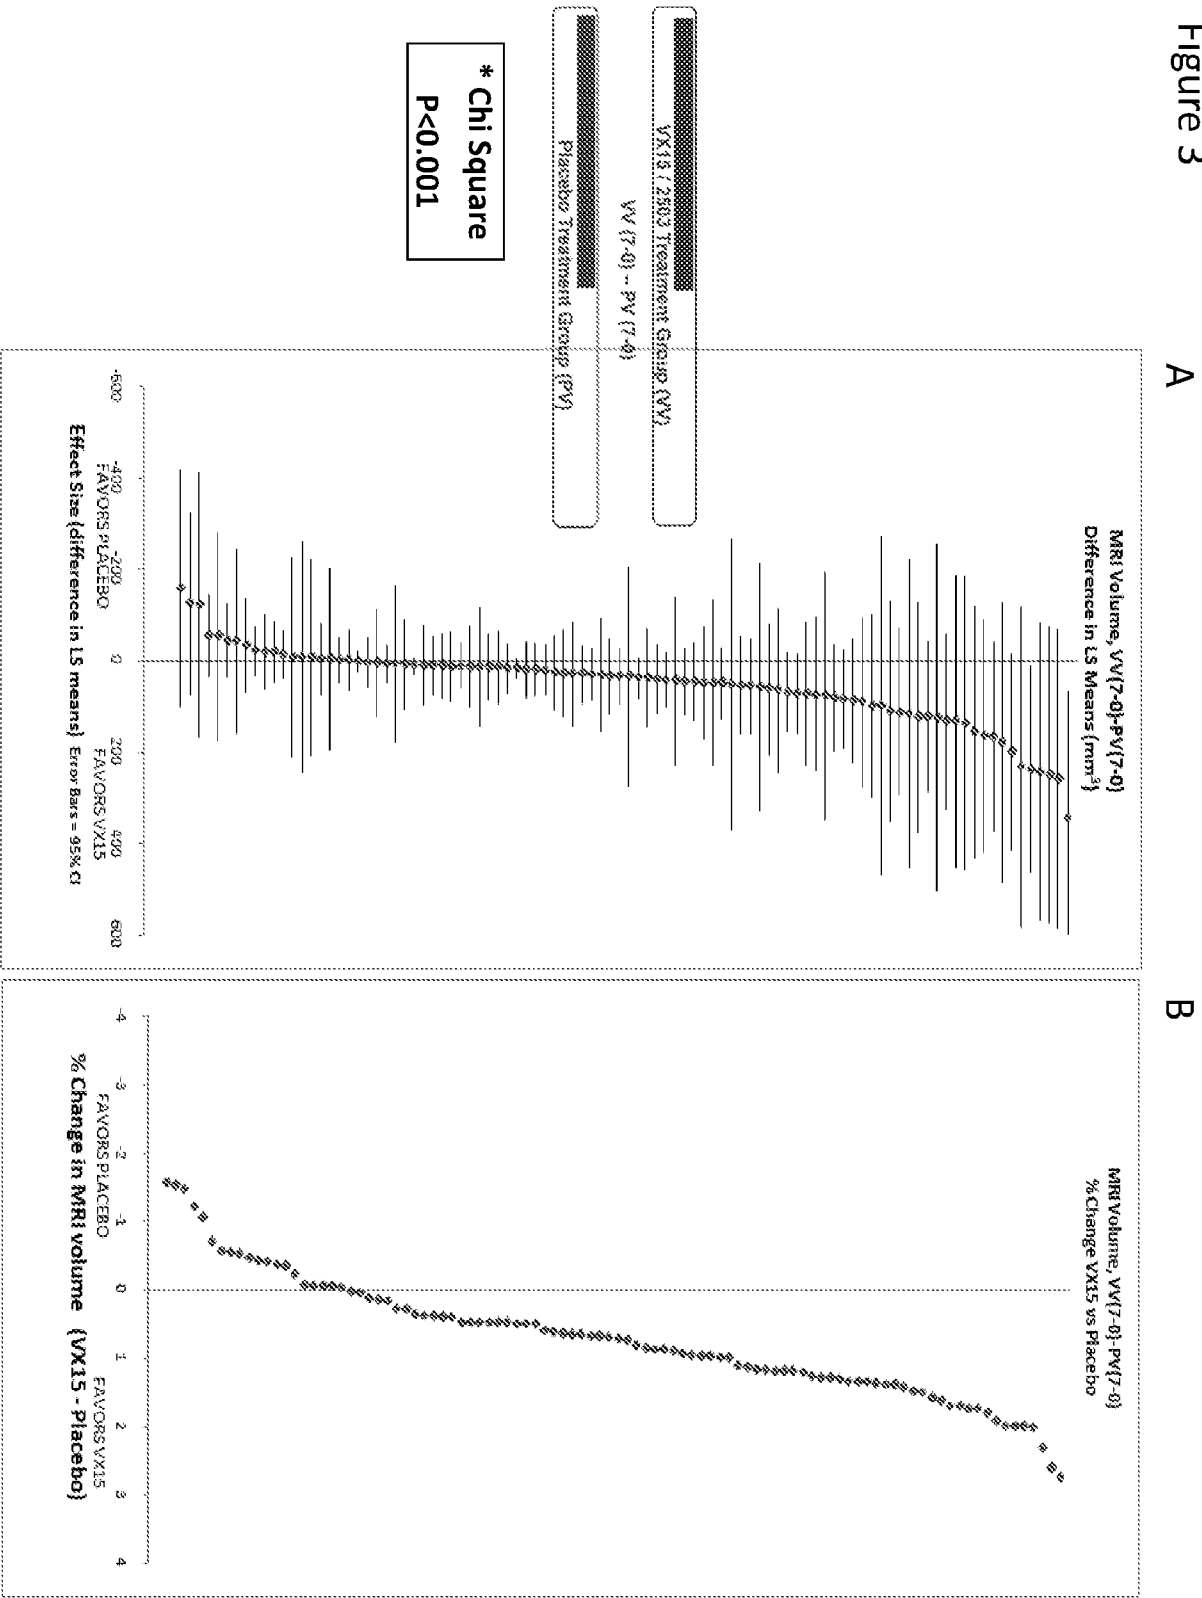 Figure 3
VX15 / 2503 Treatment Group (VV)
VV (7-0) – PV (7-0)
Placebo Treatment Group (PV)
* Chi Square
P<0.001
A
MRI Volume, VV(7-0)-PV(7-0)
Difference in LS Means (mm³)
-600 -400 -200 0 200 400 600
FAVORS PLACEBO FAVORS VX15
Effect Size (difference in LS means) Error Bars = 95% CI
B
MRI Volume, VV(7-0)-PV(7-0)
% Change VX15 vs Placebo
-4 -3 -2 -1 0 1 2 3 4
FAVORS PLACEBO FAVORS VX15
% Change in MRI volume (VX15 - Placebo)